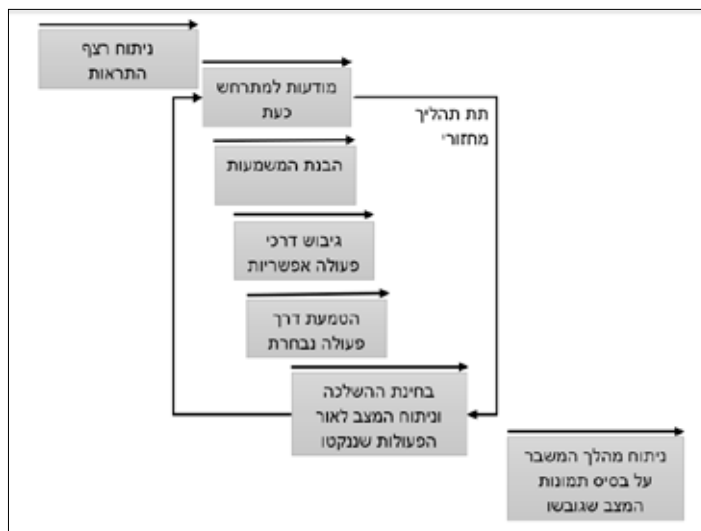 ניתוח רצף
התראות
מודעות למתרחש
כעת
תת תהליך
מחזורי
הבנת המשמעות
גיבוש דרכי
פעולה אפשריות
הטמעת דרך
פעולה נבחרת
בחינת ההשלכה
וניתוח המצב לאור
הפעולות שננקטו
ניתוח מהלך המשבר
על בסיס תמונות
המצב שגובשו